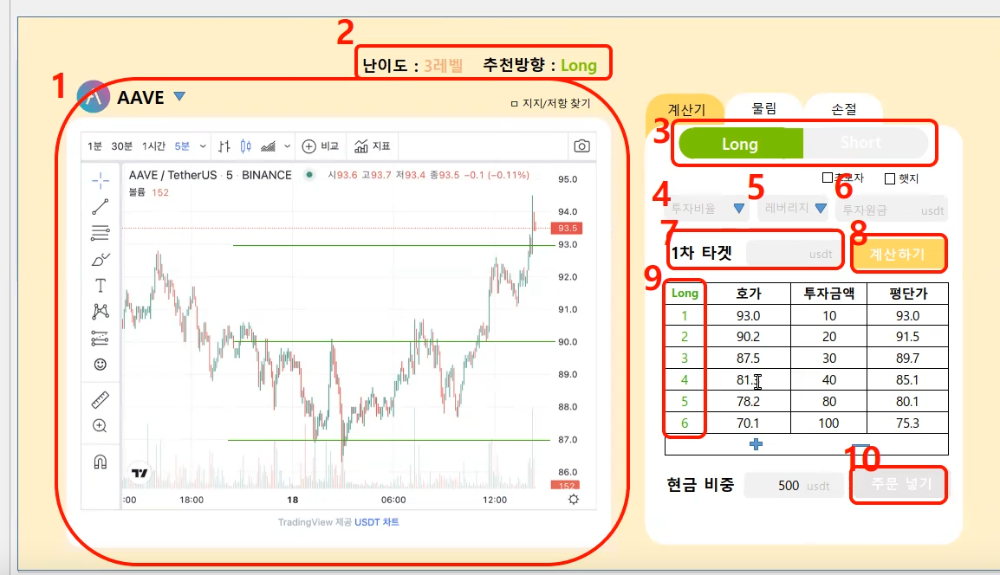 2
난이도 : 3레벨 추천방향 : Long
1
AAVE
지지/저항 찾기
1분 30분 1시간 5분 비교 지표
AAVE / TetherUS · 5 · BINANCE 시93.6 고93.7 저93.4 종93.5 −0.1 (−0.11%)
볼륨 152
95.0
94.0
93.5
93.0
92.0
91.0
90.0
89.0
88.0
87.0
86.0
152
:00 18:00 18 06:00 12:00
TradingView 제공 USDT 차트
계산기 물림 손절
3
Long Short
초보자 햇지
4 5 6
투자비율 레버리지 투자원금 usdt
7 8
1차 타겟 usdt 계산하기
9
Long 호가 투자금액 평단가
1 93.0 10 93.0
2 90.2 20 91.5
3 87.5 30 89.7
4 81. 40 85.1
5 78.2 80 80.1
6 70.1 100 75.3
10
현금 비중 500 usdt 주문 넣기